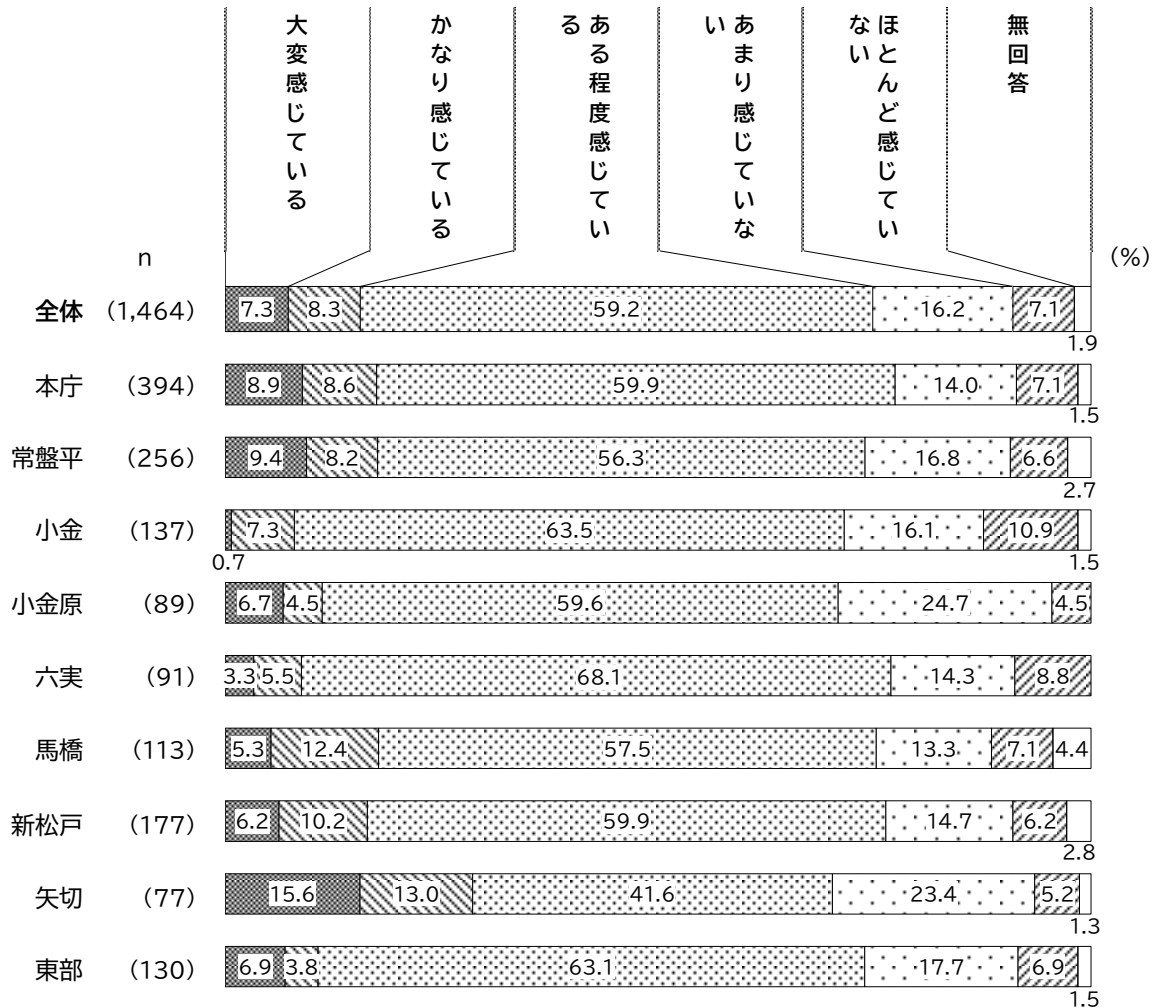 大変感じている
かなり感じている
ある程度感じてい
る
あまり感じていな
い
ほとんど感じてい
ない
無回答
n
(%)
全体 (1,464) 7.3 8.3 59.2 16.2 7.1
1.9
本庁 (394) 8.9 8.6 59.9 14.0 7.1
1.5
常盤平 (256) 9.4 8.2 56.3 16.8 6.6
2.7
小金 (137) 7.3 63.5 16.1 10.9
0.7 1.5
小金原 (89) 6.7 4.5 59.6 24.7 4.5
六実 (91) 3.3 5.5 68.1 14.3 8.8
馬橋 (113) 5.3 12.4 57.5 13.3 7.1 4.4
新松戸 (177) 6.2 10.2 59.9 14.7 6.2
2.8
矢切 (77) 15.6 13.0 41.6 23.4 5.2
1.3
東部 (130) 6.9 3.8 63.1 17.7 6.9
1.5